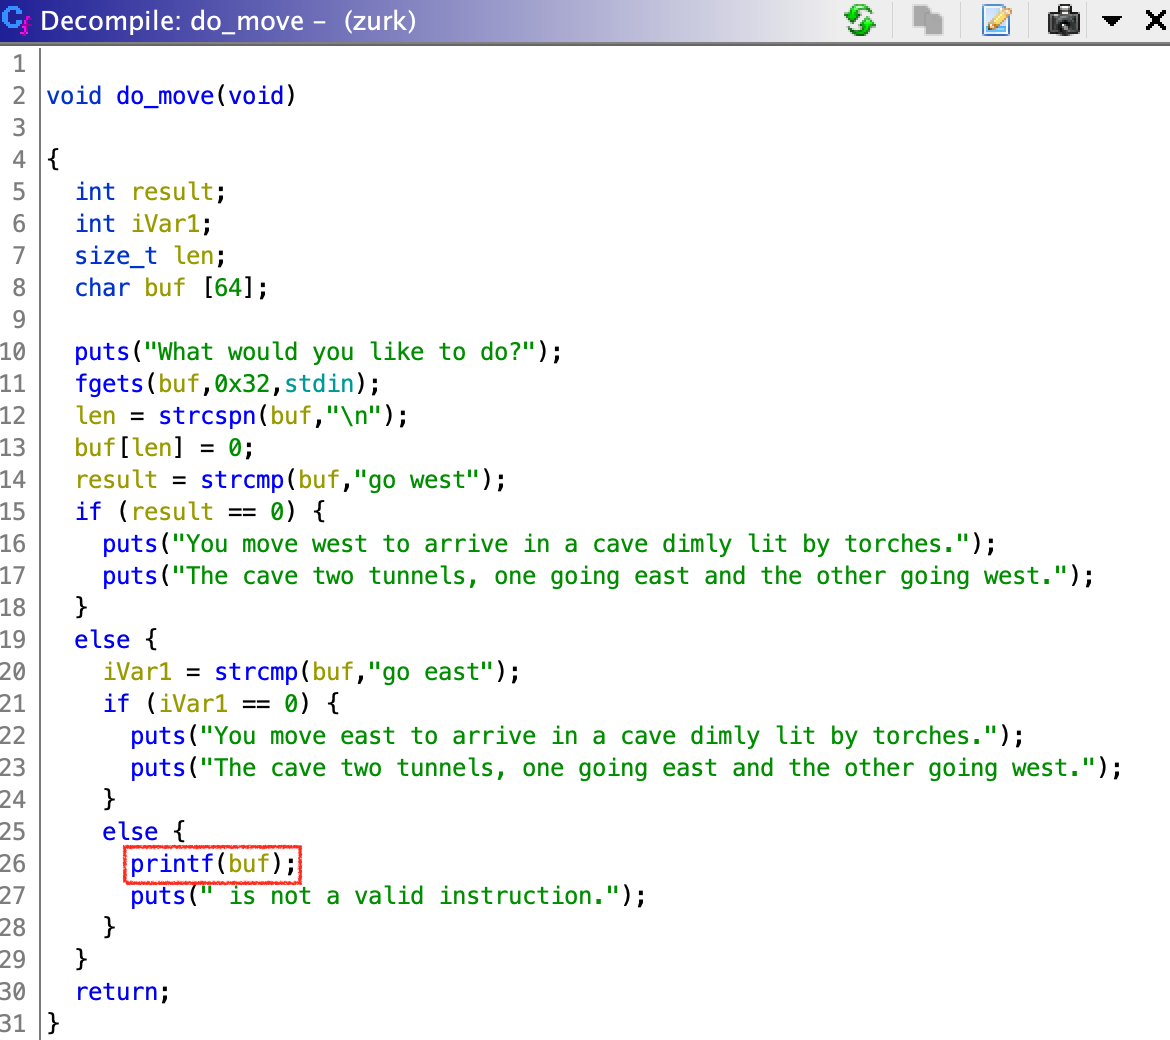 Decompile: do_move – (zurk)
1
2 void do_move(void)
3
4 {
5 int result;
6 int iVar1;
7 size_t len;
8 char buf [64];
9
10 puts("What would you like to do?");
11 fgets(buf,0x32,stdin);
12 len = strcspn(buf,"\n");
13 buf[len] = 0;
14 result = strcmp(buf,"go west");
15 if (result == 0) {
16 puts("You move west to arrive in a cave dimly lit by torches.");
17 puts("The cave two tunnels, one going east and the other going west.");
18 }
19 else {
20 iVar1 = strcmp(buf,"go east");
21 if (iVar1 == 0) {
22 puts("You move east to arrive in a cave dimly lit by torches.");
23 puts("The cave two tunnels, one going east and the other going west.");
24 }
25 else {
26 printf(buf);
27 puts(" is not a valid instruction.");
28 }
29 }
30 return;
31 }